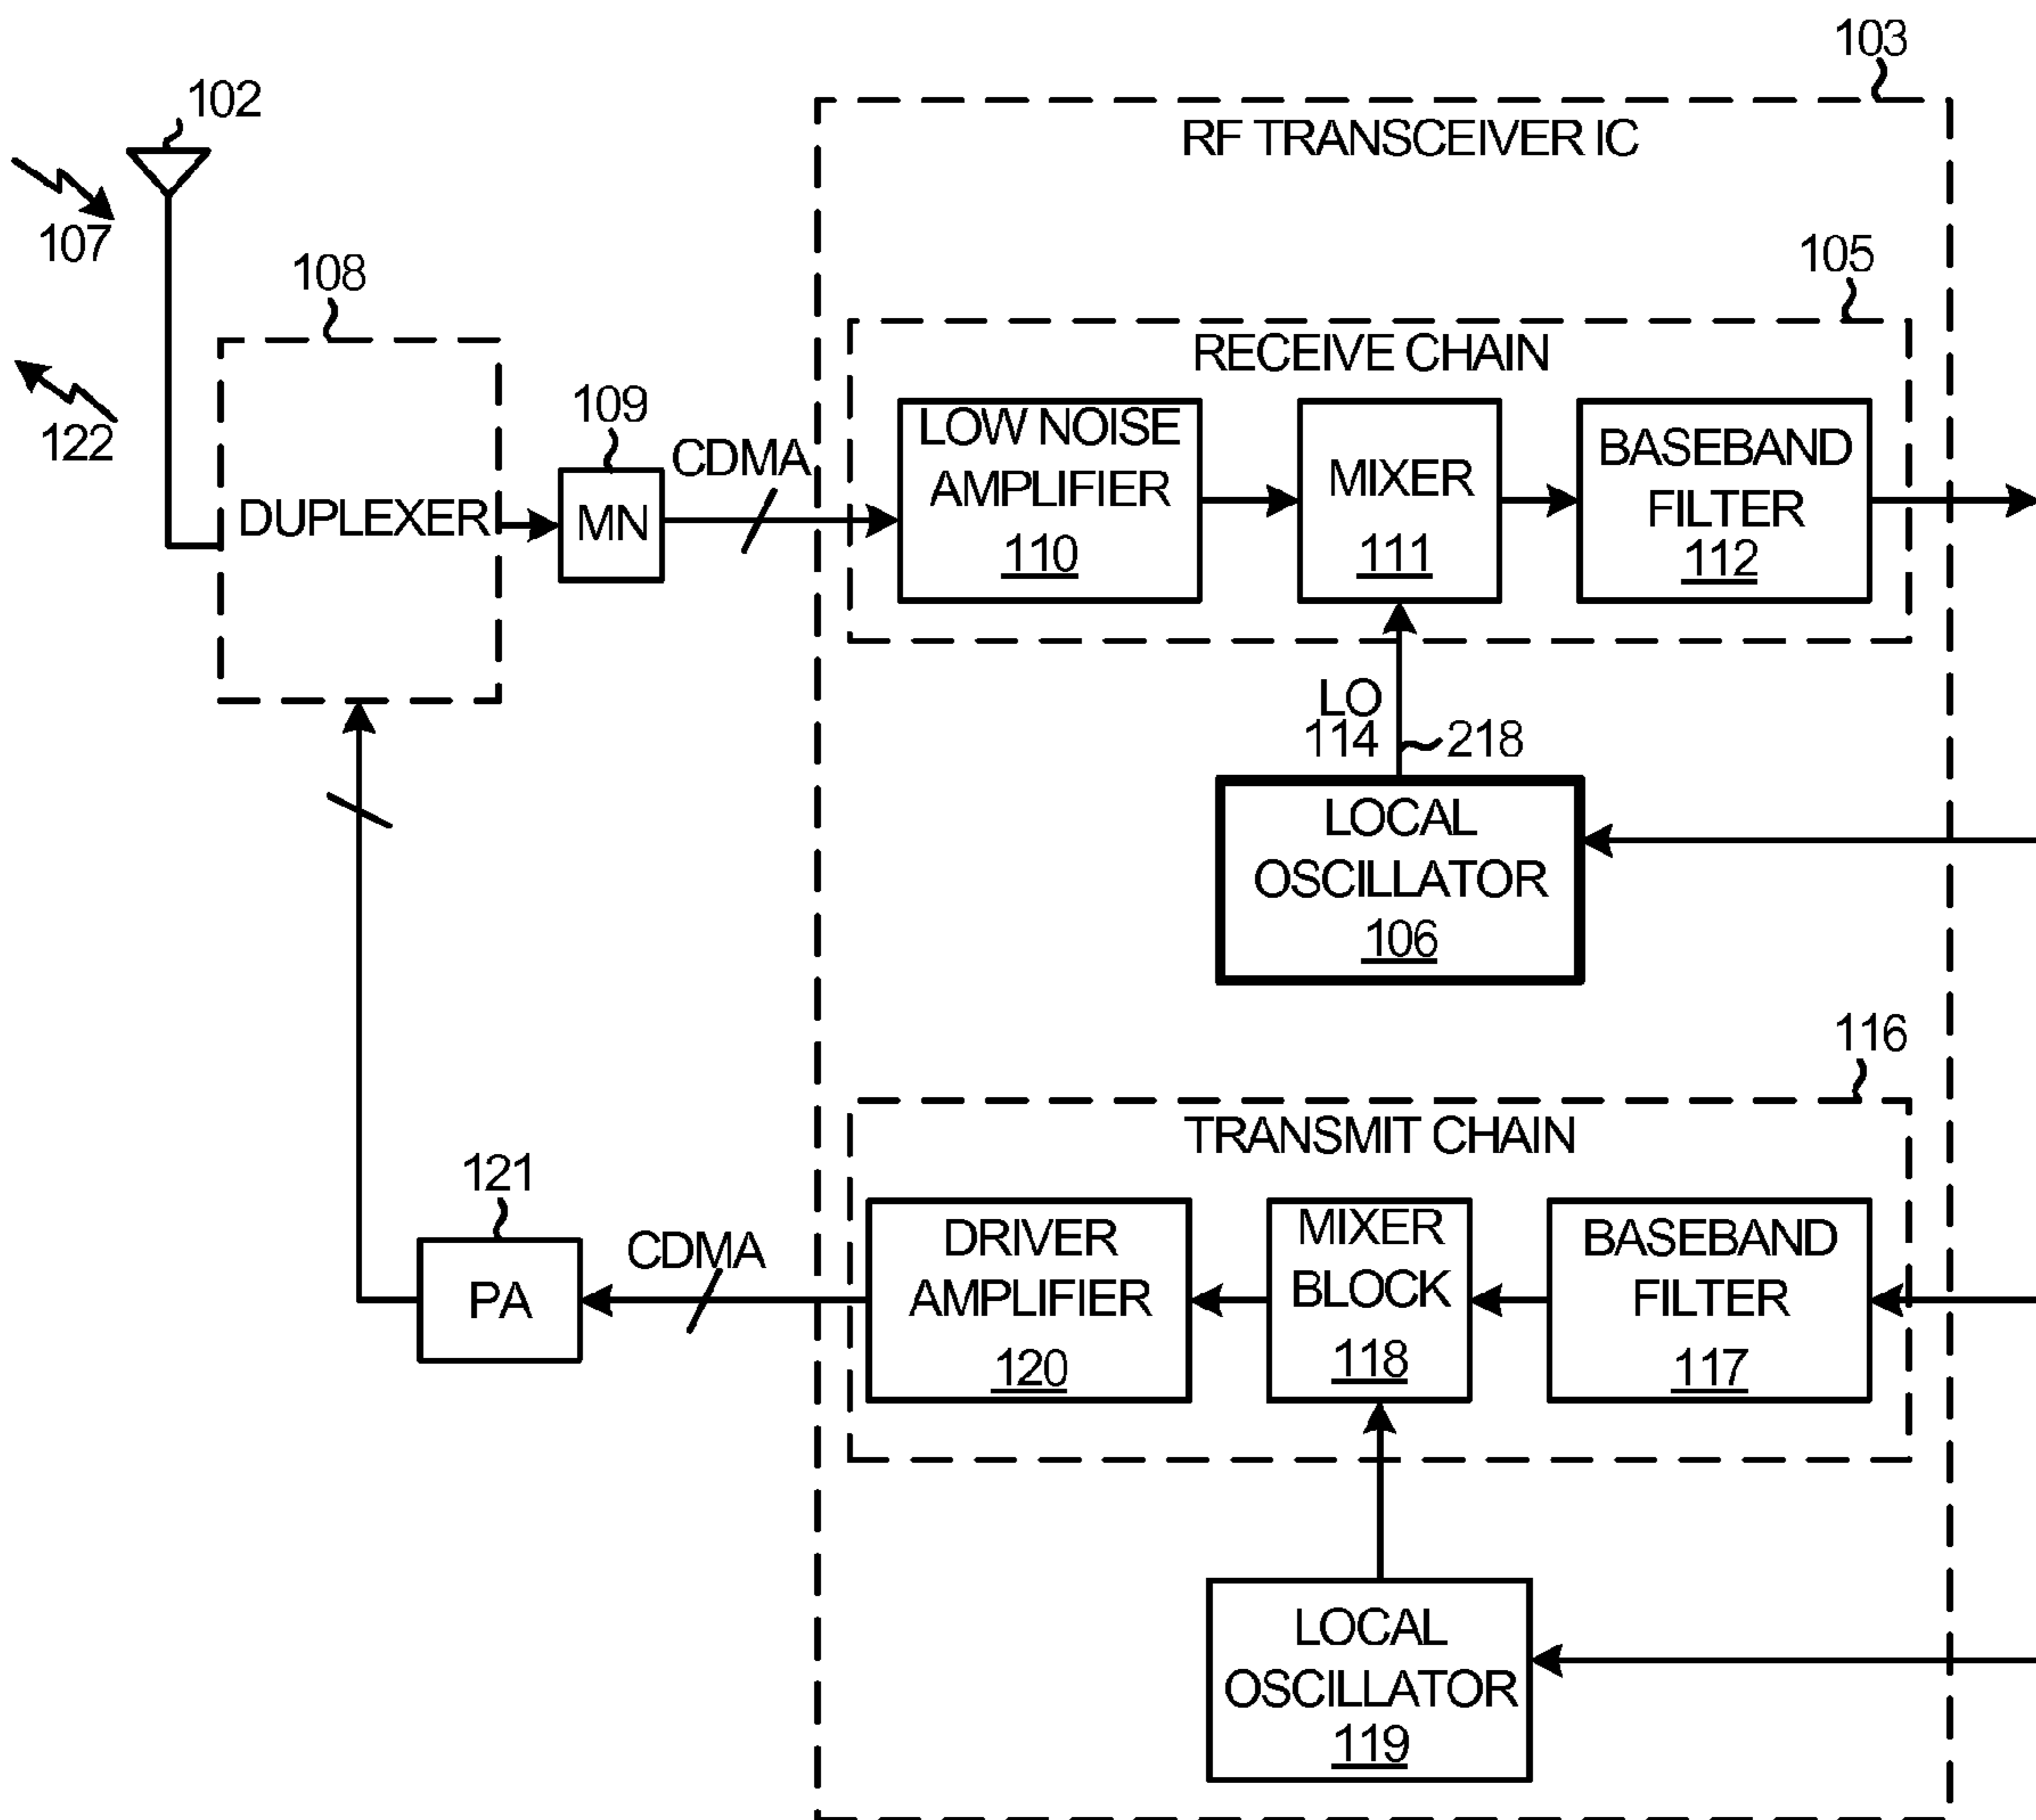 103
RF TRANSCEIVER IC
102
107
108
122
DUPLEXER
109
MN
CDMA
105
RECEIVE CHAIN
LOW NOISE
AMPLIFIER
110
MIXER
111
BASEBAND
FILTER
112
LO
114
218
LOCAL
OSCILLATOR
106
116
TRANSMIT CHAIN
121
PA
CDMA
DRIVER
AMPLIFIER
120
MIXER
BLOCK
118
BASEBAND
FILTER
117
LOCAL
OSCILLATOR
119